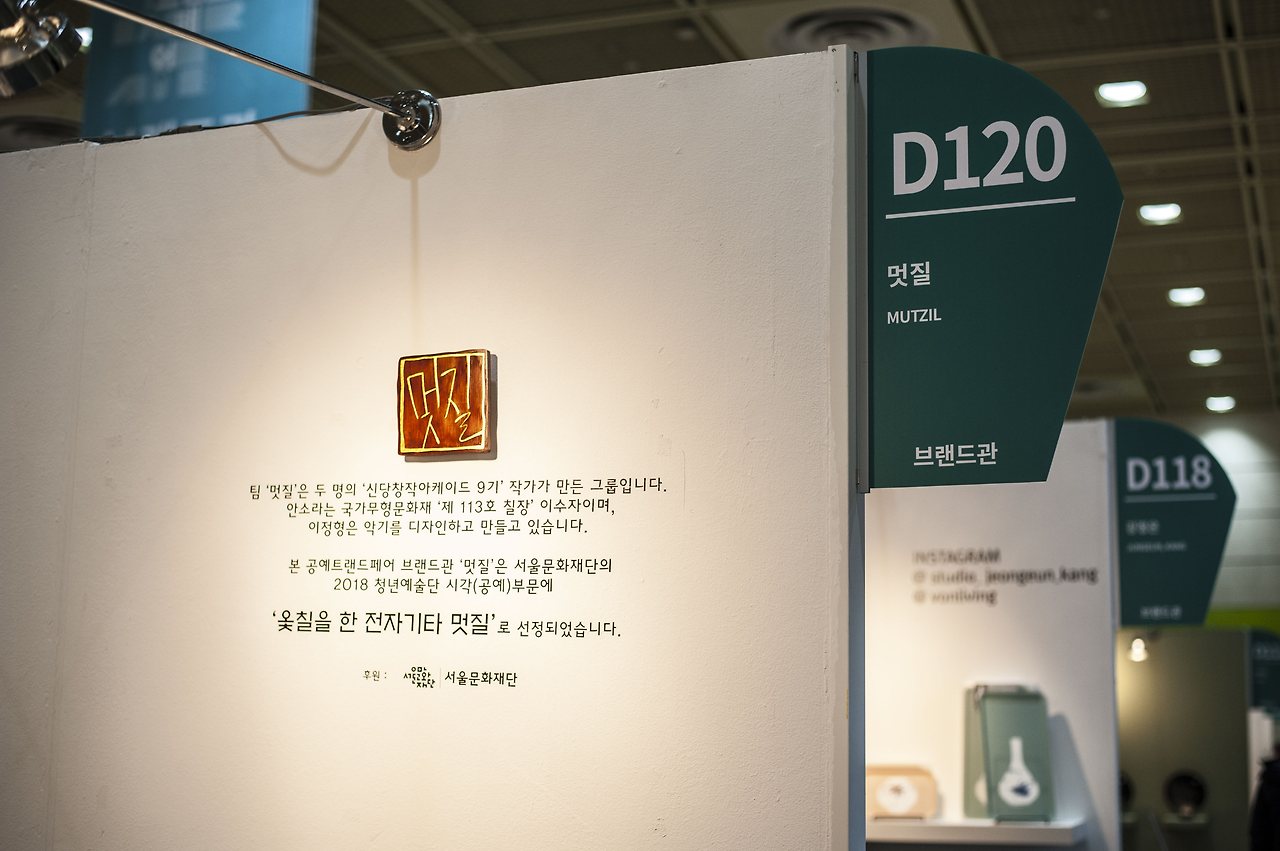 D120
멋질
MUTZIL
브랜드관
멋질
팀 '멋질'은 두 명의 '신당창작아케이드 9기' 작가가 만든 그룹입니다.
안소라는 국가무형문화재 '제 113호 칠장' 이수자이며,
이정형은 악기를 디자인하고 만들고 있습니다.
본 공예트랜드페어 브랜드관 '멋질'은 서울문화재단의
2018 청년예술단 시각(공예)부문에
'옻칠을 한 전자기타 멋질'로 선정되었습니다.
후원 :
서울문화재단
D118
브랜드관
INSTAGRAM
@ studio_jeongeun_kang
@ vonliving